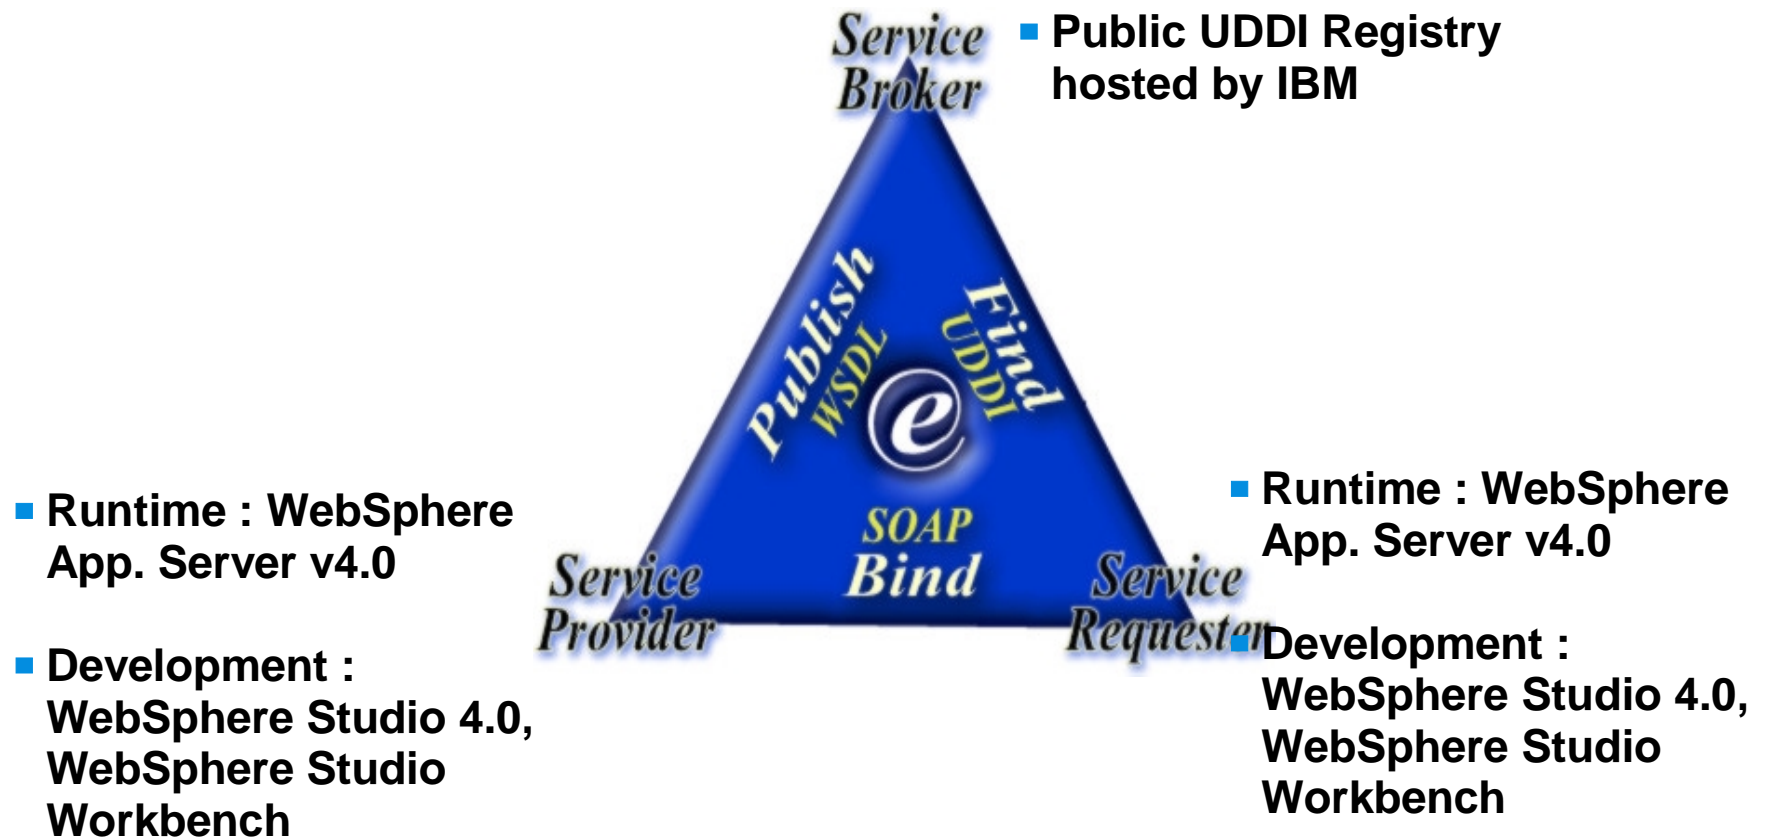 Service
Broker
Public UDDI Registry
hosted by IBM
Publish
WSDL
Find
UDDI
e
SOAP
Bind
Service
Provider
Service
Requester
Runtime : WebSphere
App. Server v4.0
Development :
WebSphere Studio 4.0,
WebSphere Studio
Workbench
Runtime : WebSphere
App. Server v4.0
Development :
WebSphere Studio 4.0,
WebSphere Studio
Workbench